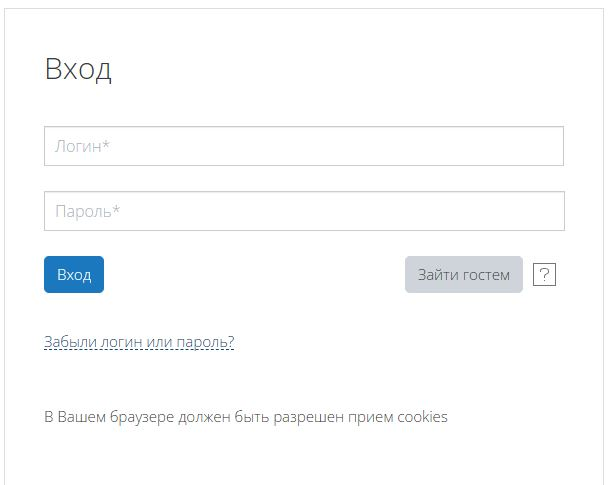 Вход
Логин*
Пароль*
Вход Зайти гостем ?
Забыли логин или пароль?
В Вашем браузере должен быть разрешен прием cookies